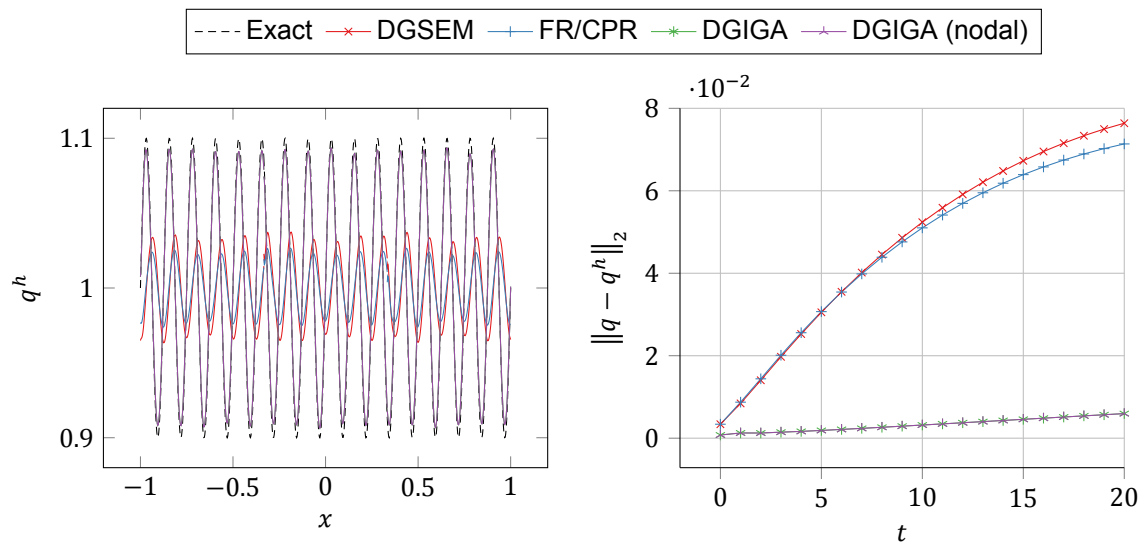 Exact DGSEM FR/CPR DGIGA DGIGA (nodal)
1.1
1
0.9
q^h
−1 −0.5 0 0.5 1
x
·10^−2
8
6
4
2
0
‖q − q^h‖_2
0 5 10 15 20
t